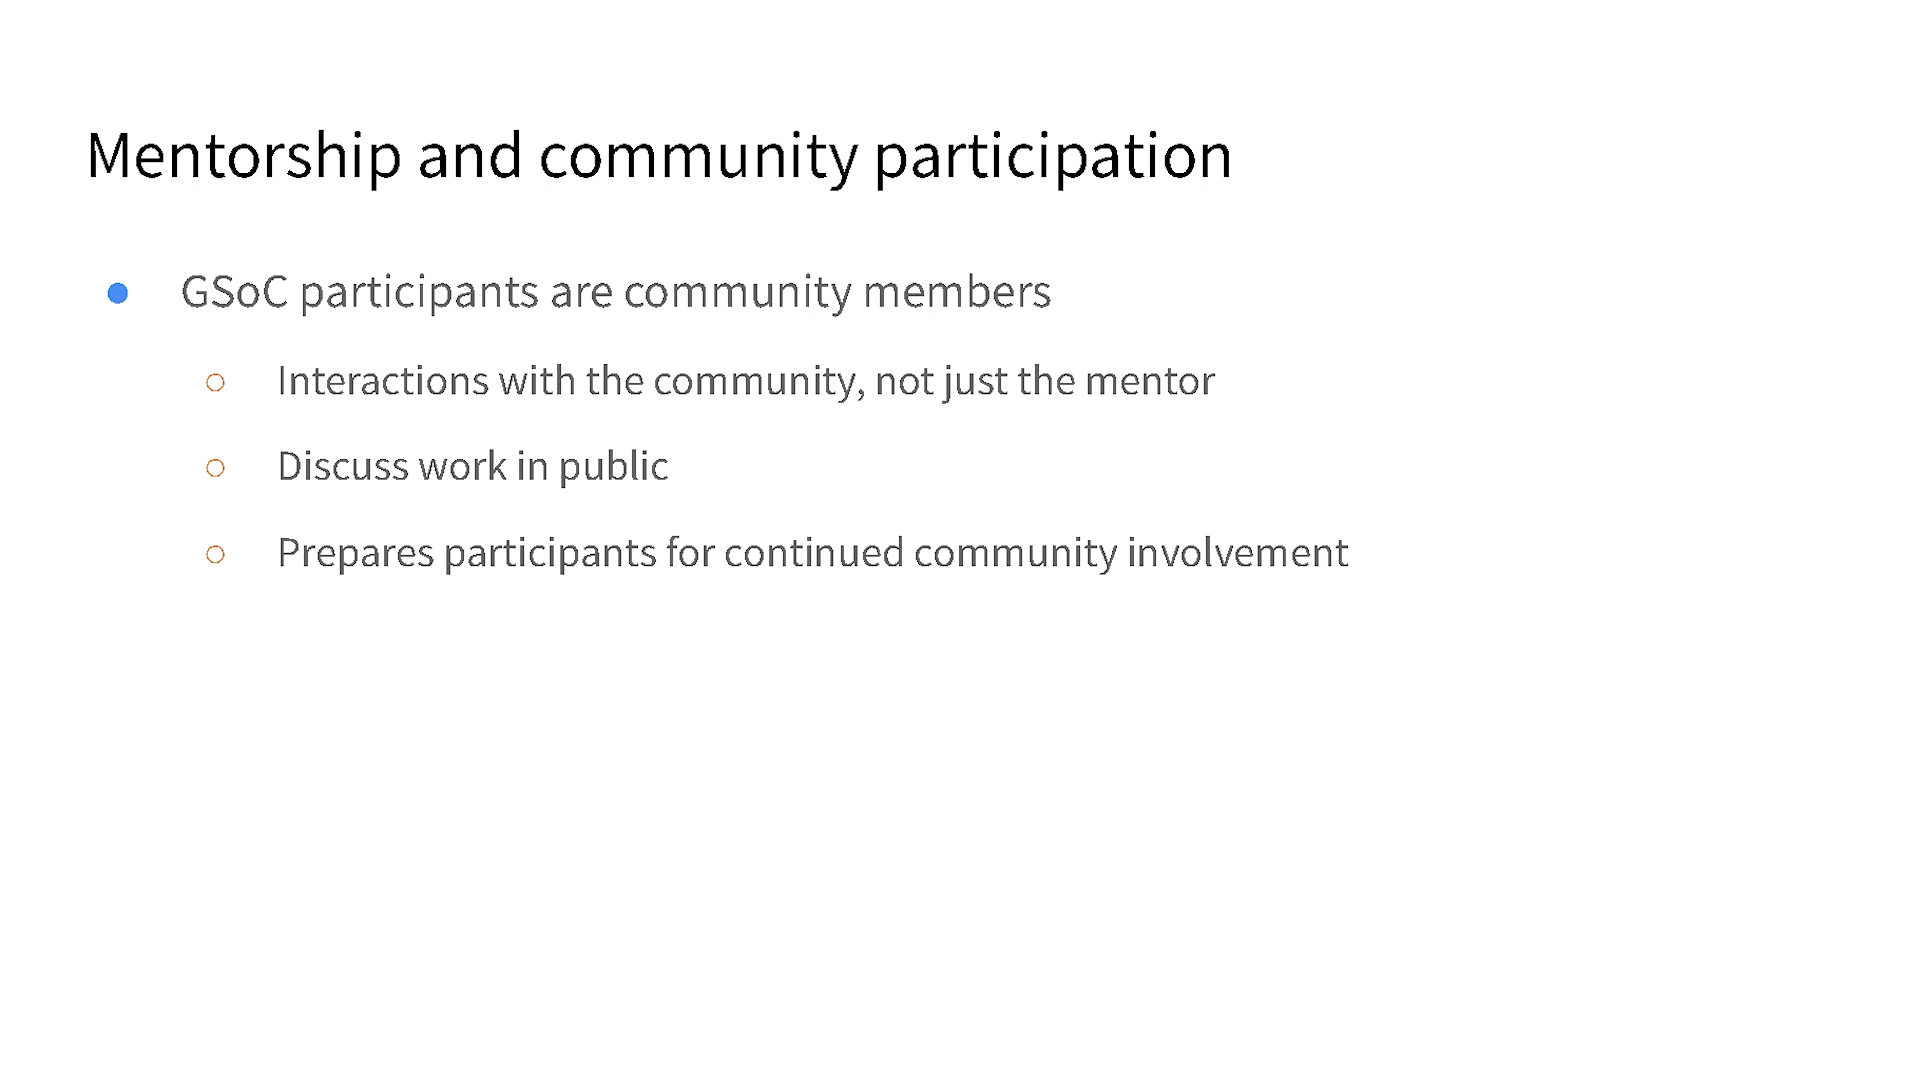 Mentorship and community participation
● GSoC participants are community members
○ Interactions with the community, not just the mentor
○ Discuss work in public
○ Prepares participants for continued community involvement